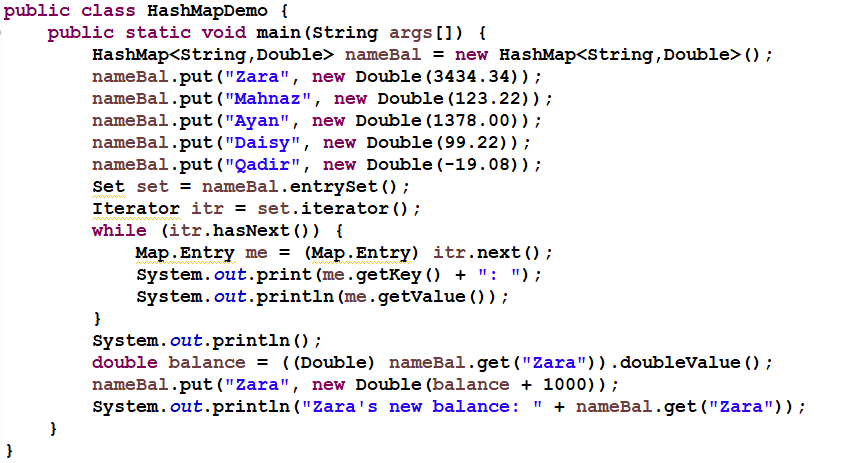 public class HashMapDemo {
    public static void main(String args[]) {
        HashMap<String,Double> nameBal = new HashMap<String,Double>();
        nameBal.put("Zara", new Double(3434.34));
        nameBal.put("Mahnaz", new Double(123.22));
        nameBal.put("Ayan", new Double(1378.00));
        nameBal.put("Daisy", new Double(99.22));
        nameBal.put("Qadir", new Double(-19.08));
        Set set = nameBal.entrySet();
        Iterator itr = set.iterator();
        while (itr.hasNext()) {
            Map.Entry me = (Map.Entry) itr.next();
            System.out.print(me.getKey() + ": ");
            System.out.println(me.getValue());
        }
        System.out.println();
        double balance = ((Double) nameBal.get("Zara")).doubleValue();
        nameBal.put("Zara", new Double(balance + 1000));
        System.out.println("Zara's new balance: " + nameBal.get("Zara"));
    }
}